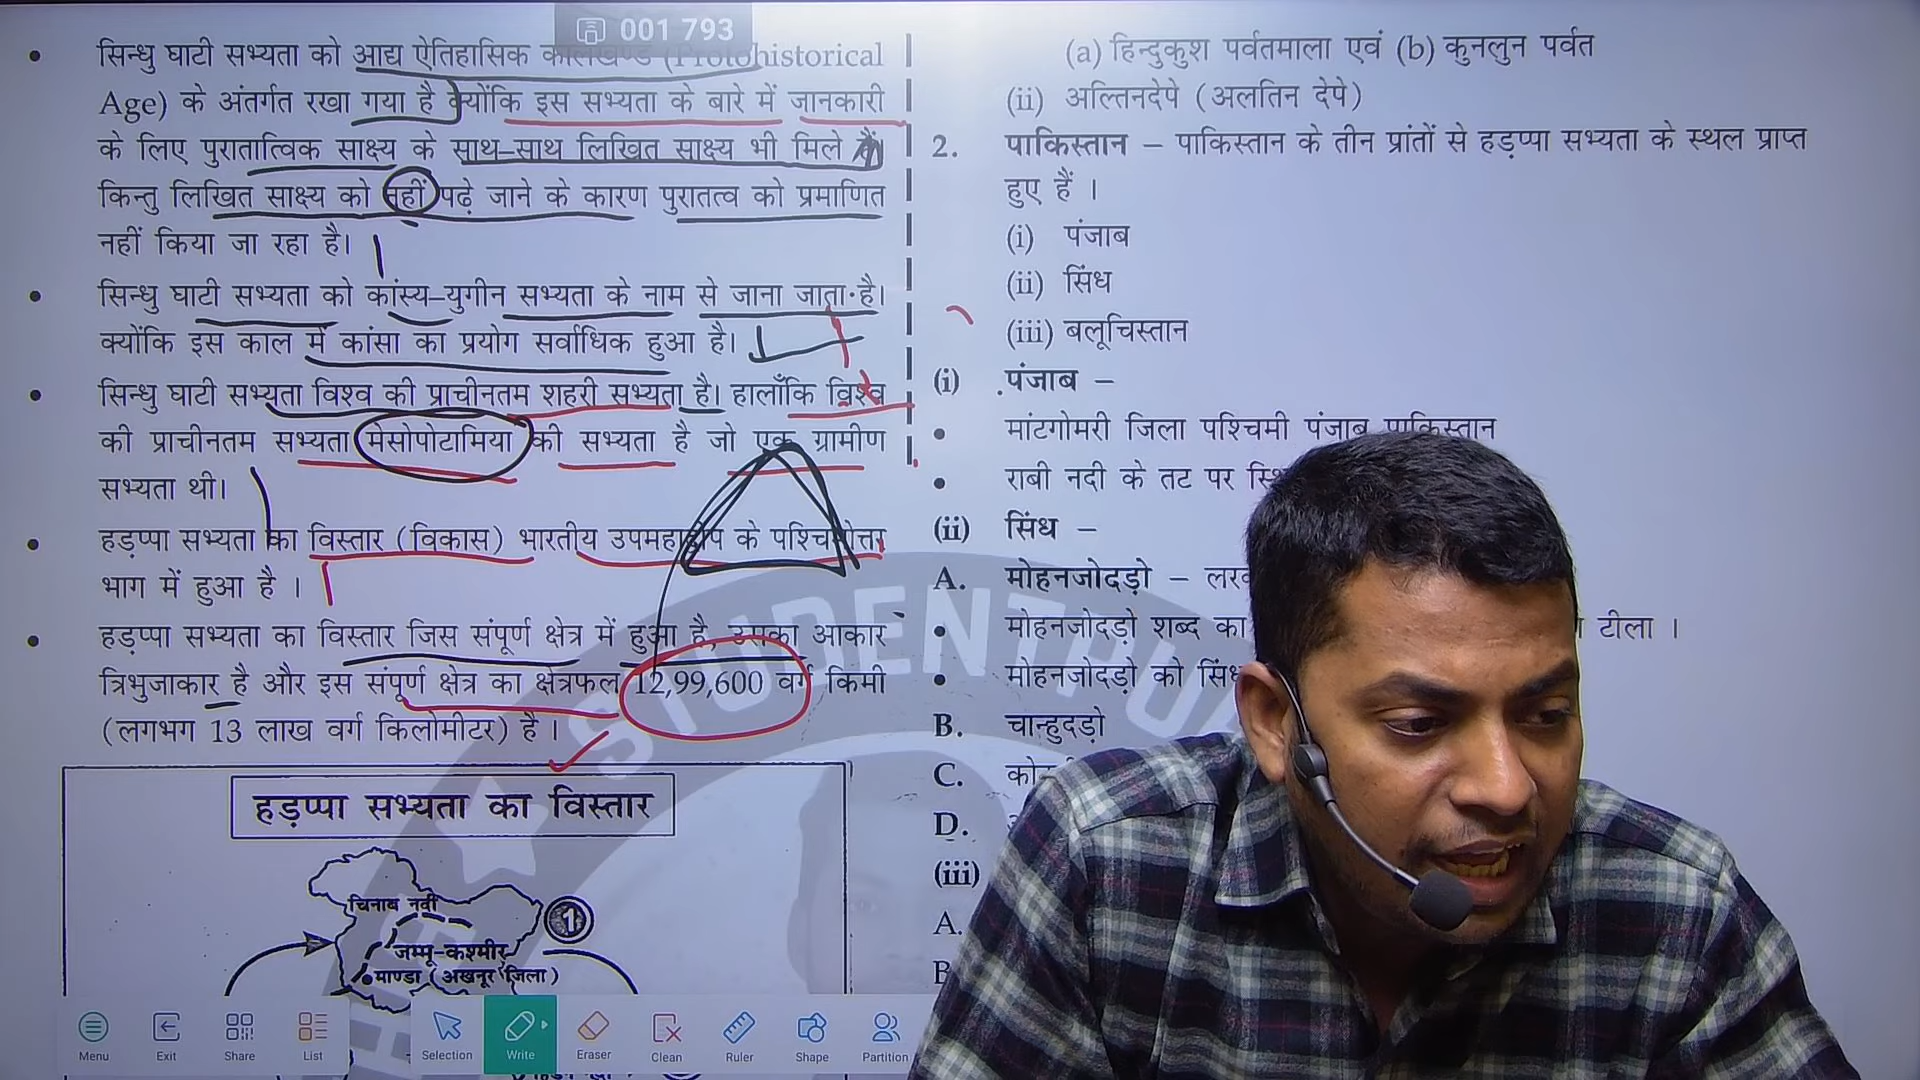 001 793
सिन्धु घाटी सभ्यता को आद्य ऐतिहासिक कालखण्ड (Protohistorical
Age) के अंतर्गत रखा गया है क्योंकि इस सभ्यता के बारे में जानकारी
के लिए पुरातात्विक साक्ष्य के साथ-साथ लिखित साक्ष्य भी मिले हैं
किन्तु लिखित साक्ष्य को नहीं पढ़े जाने के कारण पुरातत्व को प्रमाणित
नहीं किया जा रहा है।
सिन्धु घाटी सभ्यता को कांस्य-युगीन सभ्यता के नाम से जाना जाता है।
क्योंकि इस काल में कांसा का प्रयोग सर्वाधिक हुआ है।
सिन्धु घाटी सभ्यता विश्व की प्राचीनतम शहरी सभ्यता है। हालाँकि विश्व
की प्राचीनतम सभ्यता मेसोपोटामिया की सभ्यता है जो एक ग्रामीण
सभ्यता थी।
हड़प्पा सभ्यता का विस्तार (विकास) भारतीय उपमहाद्वीप के पश्चिमोत्तर
भाग में हुआ है ।
हड़प्पा सभ्यता का विस्तार जिस संपूर्ण क्षेत्र में हुआ है, उसका आकार
त्रिभुजाकार है और इस संपूर्ण क्षेत्र का क्षेत्रफल 12,99,600 वर्ग किमी
(लगभग 13 लाख वर्ग किलोमीटर) है ।
हड़प्पा सभ्यता का विस्तार
चिनाब नदी
1
जम्मू-कश्मीर
माण्डा (अखनूर जिला)
(a) हिन्दुकुश पर्वतमाला एवं (b) कुनलुन पर्वत
(ii) अल्तिनदेपे (अलतिन देपे)
2. पाकिस्तान – पाकिस्तान के तीन प्रांतों से हड़प्पा सभ्यता के स्थल प्राप्त
हुए हैं ।
(i) पंजाब
(ii) सिंध
(iii) बलूचिस्तान
(i) पंजाब –
मांटगोमरी जिला पश्चिमी पंजाब पाकिस्तान
राबी नदी के तट पर
(ii) सिंध –
A. मोहनजोदड़ो –
मोहनजोदड़ो शब्द का टीला ।
मोहनजोदड़ो को सिंध
B. चान्हुदड़ो
C.
D.
(iii)
A.
B
STUDENT
Menu Exit Share List Selection Write Eraser Clean Ruler Shape Partition